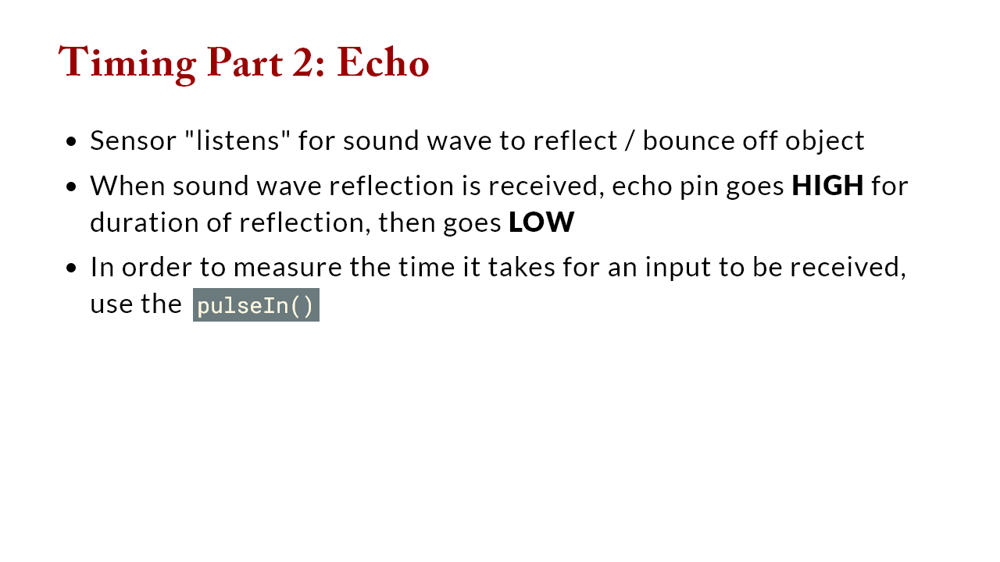 Timing Part 2: Echo
• Sensor "listens" for sound wave to reflect / bounce off object
• When sound wave reflection is received, echo pin goes HIGH for
duration of reflection, then goes LOW
• In order to measure the time it takes for an input to be received,
use the pulseIn()